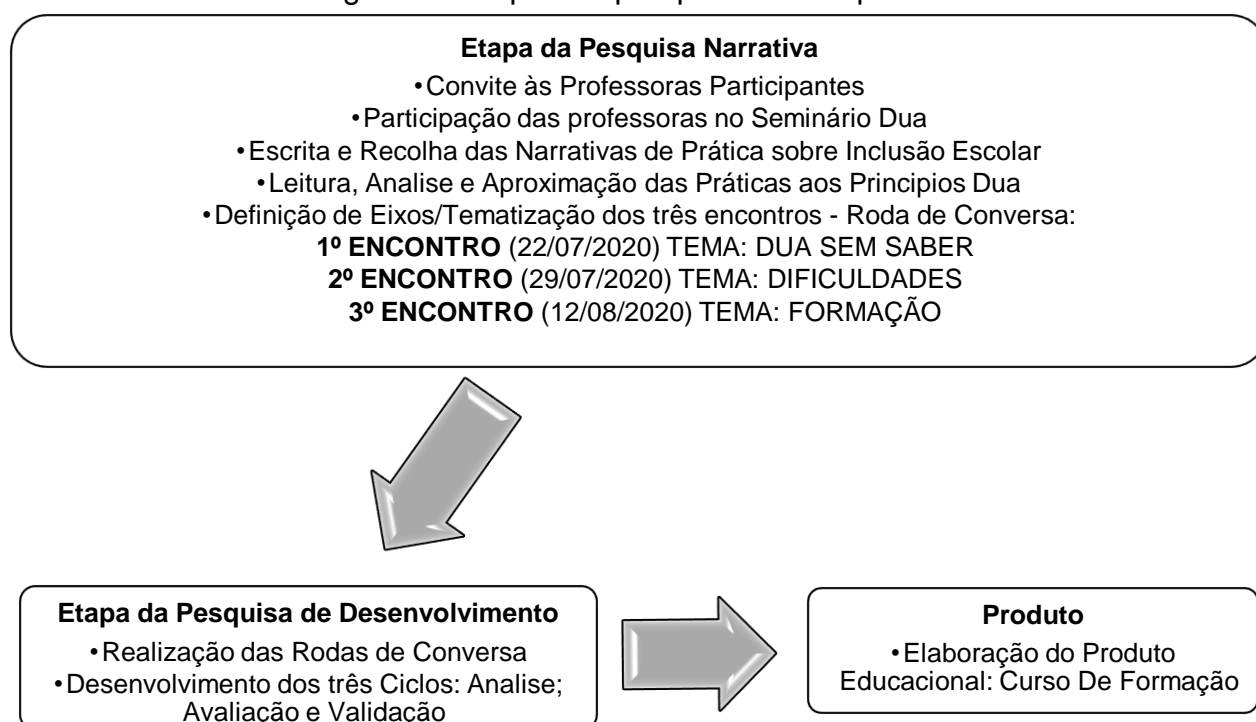 Etapa da Pesquisa Narrativa
•Convite às Professoras Participantes
•Participação das professoras no Seminário Dua
•Escrita e Recolha das Narrativas de Prática sobre Inclusão Escolar
•Leitura, Analise e Aproximação das Práticas aos Principios Dua
•Definição de Eixos/Tematização dos três encontros - Roda de Conversa:
1º ENCONTRO (22/07/2020) TEMA: DUA SEM SABER
2º ENCONTRO (29/07/2020) TEMA: DIFICULDADES
3º ENCONTRO (12/08/2020) TEMA: FORMAÇÃO
Etapa da Pesquisa de Desenvolvimento
•Realização das Rodas de Conversa
•Desenvolvimento dos três Ciclos: Analise;
Avaliação e Validação
Produto
•Elaboração do Produto
Educacional: Curso De Formação